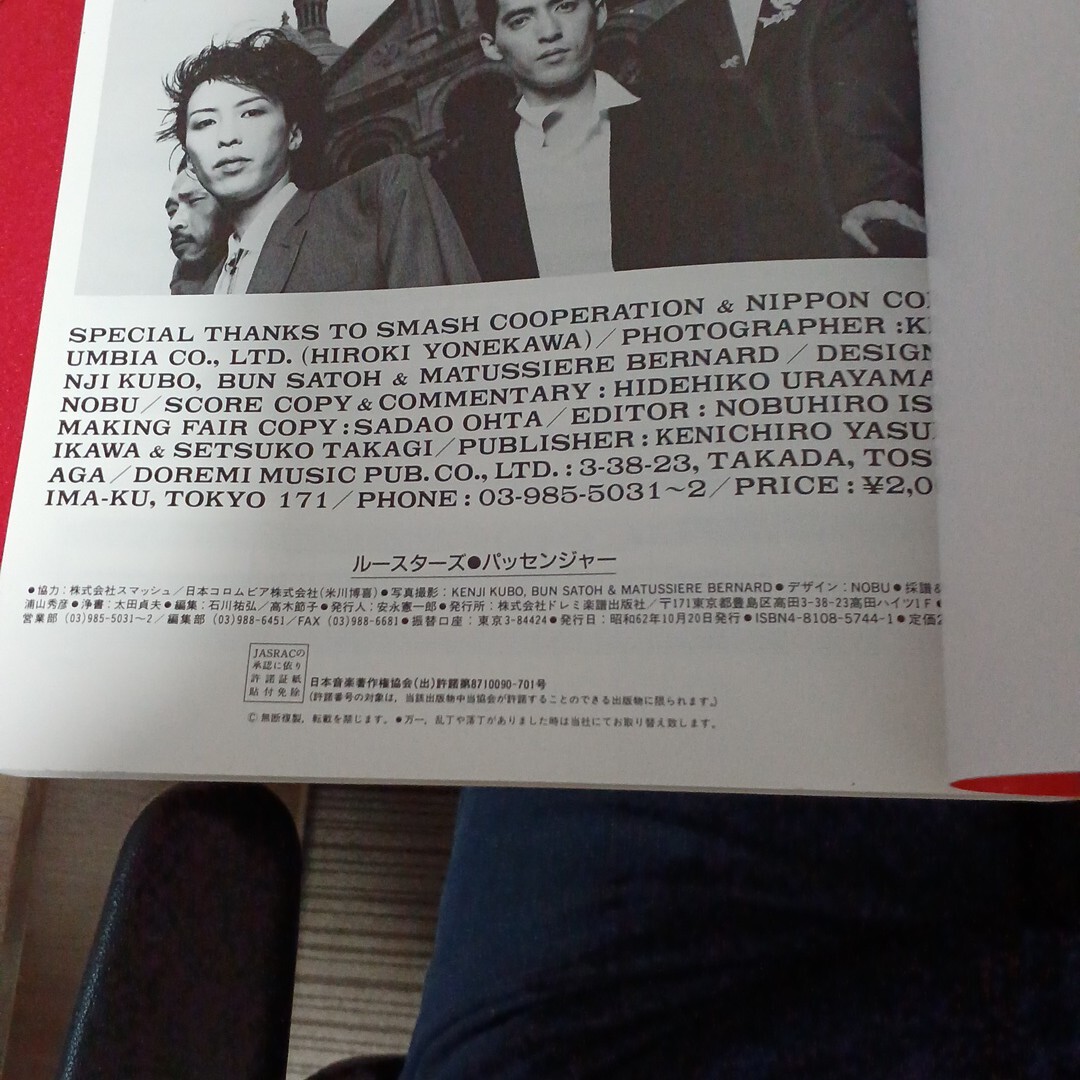 SPECIAL THANKS TO SMASH COOPERATION & NIPPON CO
UMBIA CO., LTD. (HIROKI YONEKAWA)／PHOTOGRAPHER :K
NJI KUBO, BUN SATOH & MATUSSIERE BERNARD／DESIGN
NOBU／SCORE COPY & COMMENTARY : HIDEHIKO URAYAMA
MAKING FAIR COPY : SADAO OHTA／EDITOR : NOBUHIRO IS
IKAWA & SETSUKO TAKAGI／PUBLISHER : KENICHIRO YASU
AGA／DOREMI MUSIC PUB. CO., LTD. : 3-38-23, TAKADA, TOS
IMA-KU, TOKYO 171／PHONE : 03-985-5031～2／PRICE : ¥2,0
ルースターズ●パッセンジャー
●協力：株式会社スマッシュ／日本コロムビア株式会社(米川博喜)●写真撮影：KENJI KUBO, BUN SATOH & MATUSSIERE BERNARD●デザイン：NOBU●採譜&
浦山秀彦●浄書：太田貞夫●編集：石川祐弘／高木節子●発行人：安永憲一郎●発行所：株式会社ドレミ楽譜出版社／〒171東京都豊島区高田3-38-23高田ハイツ1F●
営業部 (03)985-5031～2／編集部 (03)988-6451／FAX (03)988-6681●振替口座：東京3-84424●発行日：昭和62年10月20日発行●ISBN4-8108-5744-1●定価2
JASRACの
承認に依り
許諾証紙
貼付免除
日本音楽著作権協会(出)許諾第8710090-701号
(許諾番号の対象は、当該出版物中当協会が許諾することのできる出版物に限られます。)
©無断複製、転載を禁じます。●万一、乱丁や落丁がありました時は当社にてお取り替え致します。